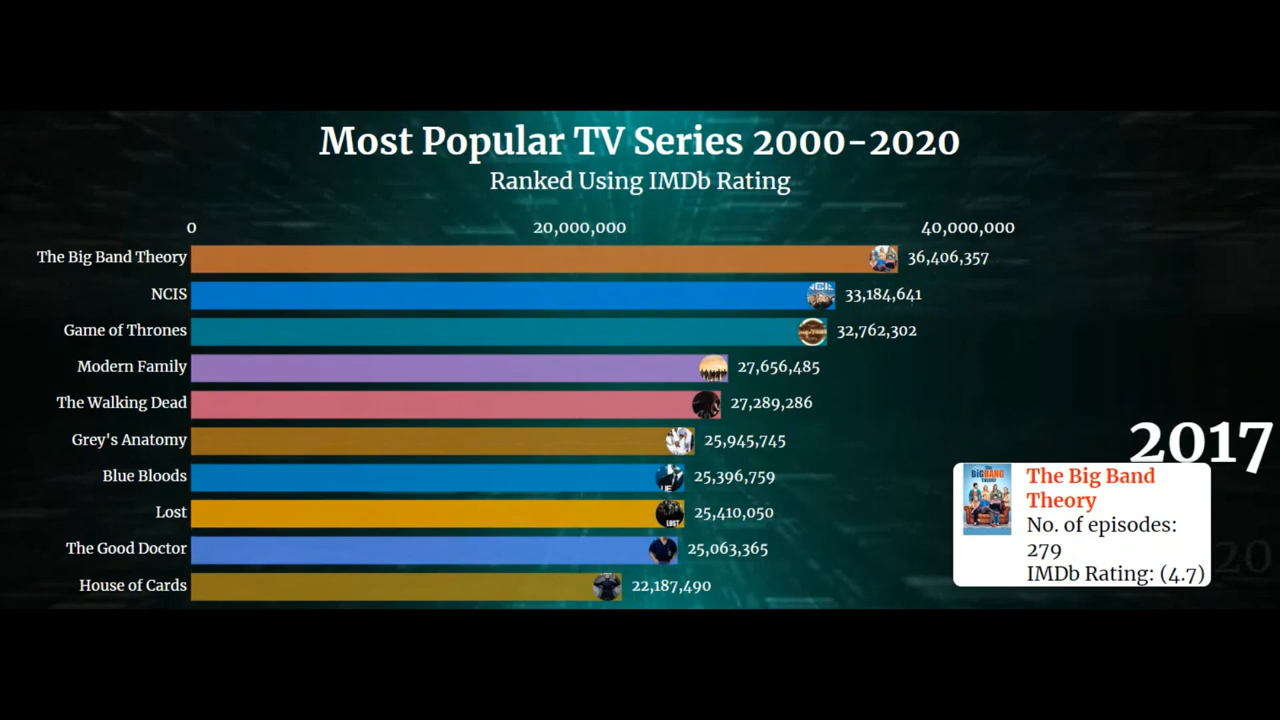 Most Popular TV Series 2000-2020
Ranked Using IMDb Rating
0 20,000,000 40,000,000
The Big Band Theory 36,406,357
NCIS 33,184,641
Game of Thrones 32,762,302
Modern Family 27,656,485
The Walking Dead 27,289,286
Grey's Anatomy 25,945,745
Blue Bloods 25,396,759
Lost 25,410,050
The Good Doctor 25,063,365
House of Cards 22,187,490
2017
The Big Band
Theory
No. of episodes:
279
IMDb Rating: (4.7)
BIGBANG
THEORY
LOST
20